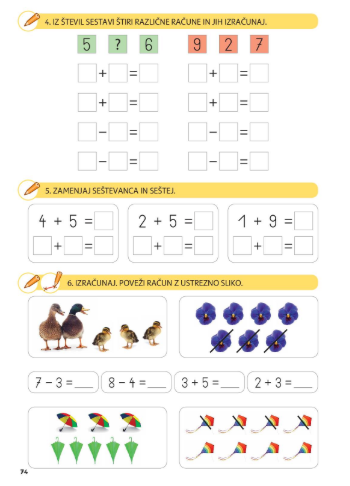 4. IZ ŠTEVIL SESTAVI ŠTIRI RAZLIČNE RAČUNE IN JIH IZRAČUNAJ.
5 ? 6 9 2 7
+ = + =
+ = + =
− = − =
− = − =
5. ZAMENJAJ SEŠTEVANCA IN SEŠTEJ.
4 + 5 = 2 + 5 = 1 + 9 =
+ = + = + =
6. IZRAČUNAJ. POVEŽI RAČUN Z USTREZNO SLIKO.
7 − 3 = ___ 8 − 4 = ___ 3 + 5 = ___ 2 + 3 = ___
74